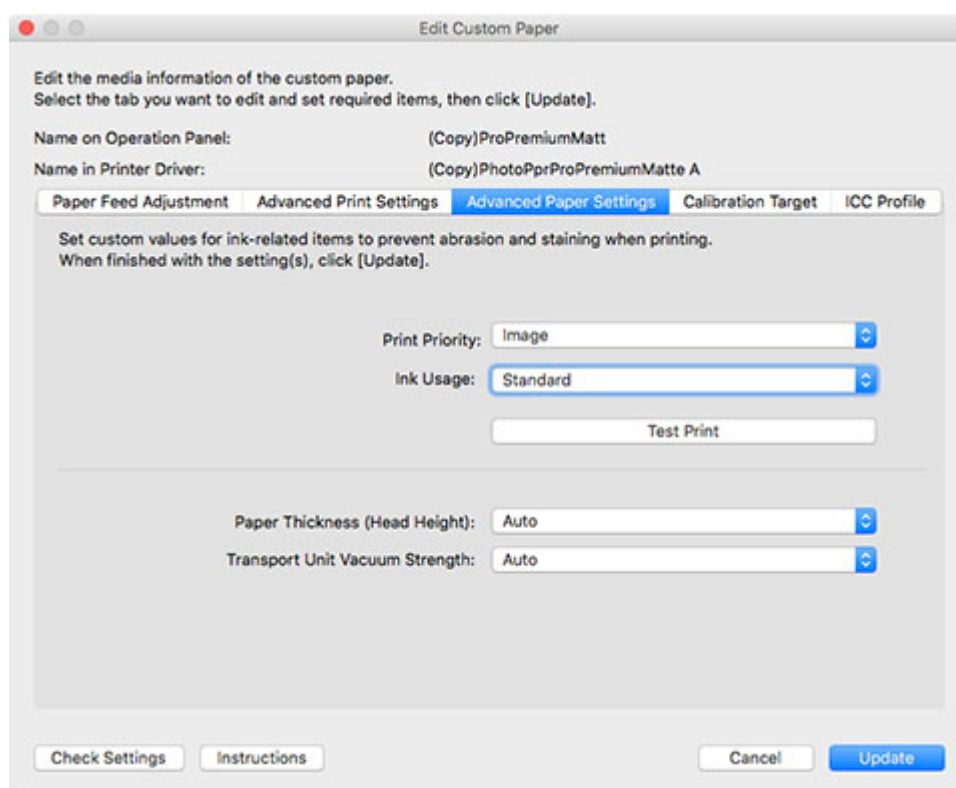 Edit Custom Paper
Edit the media information of the custom paper.
Select the tab you want to edit and set required items, then click [Update].
Name on Operation Panel: (Copy)ProPremiumMatt
Name in Printer Driver: (Copy)PhotoPprProPremiumMatte A
Paper Feed Adjustment Advanced Print Settings Advanced Paper Settings Calibration Target ICC Profile
Set custom values for ink-related items to prevent abrasion and staining when printing.
When finished with the setting(s), click [Update].
Print Priority: Image
Ink Usage: Standard
Test Print
Paper Thickness (Head Height): Auto
Transport Unit Vacuum Strength: Auto
Check Settings Instructions Cancel Update